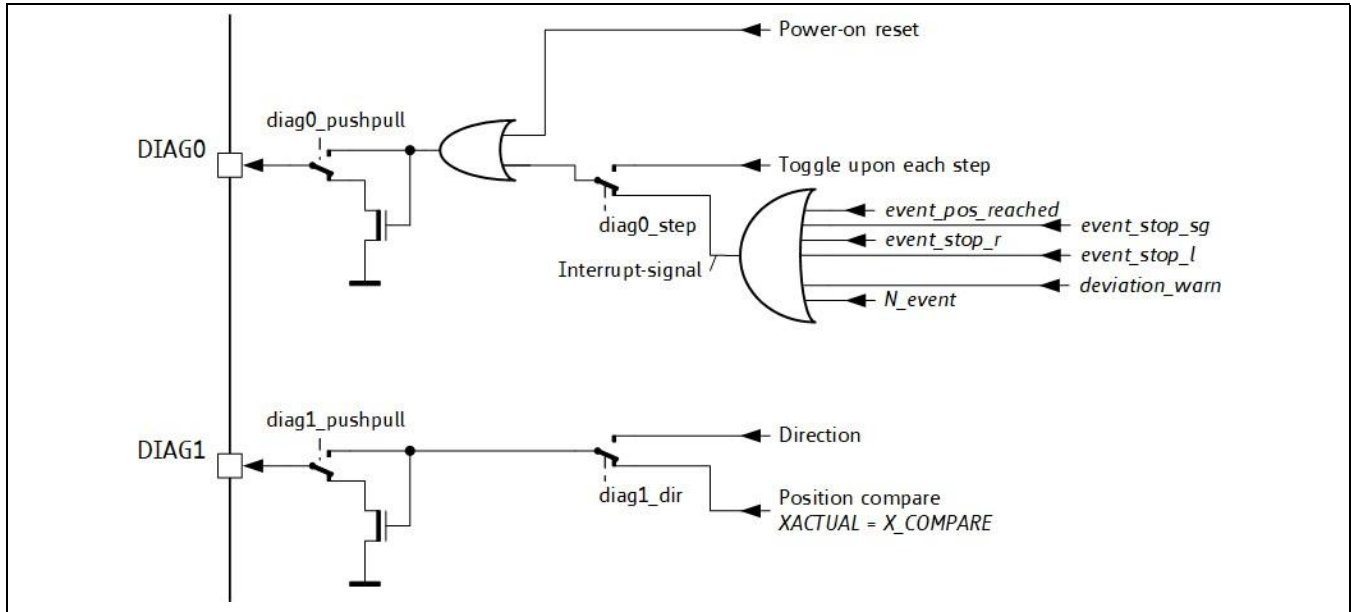 Power-on reset
diag0_pushpull
DIAG0
Toggle upon each step
diag0_step
event_pos_reached
event_stop_sg
event_stop_r
event_stop_l
Interrupt-signal
deviation_warn
N_event
diag1_pushpull
DIAG1
Direction
diag1_dir
Position compare
XACTUAL = X_COMPARE